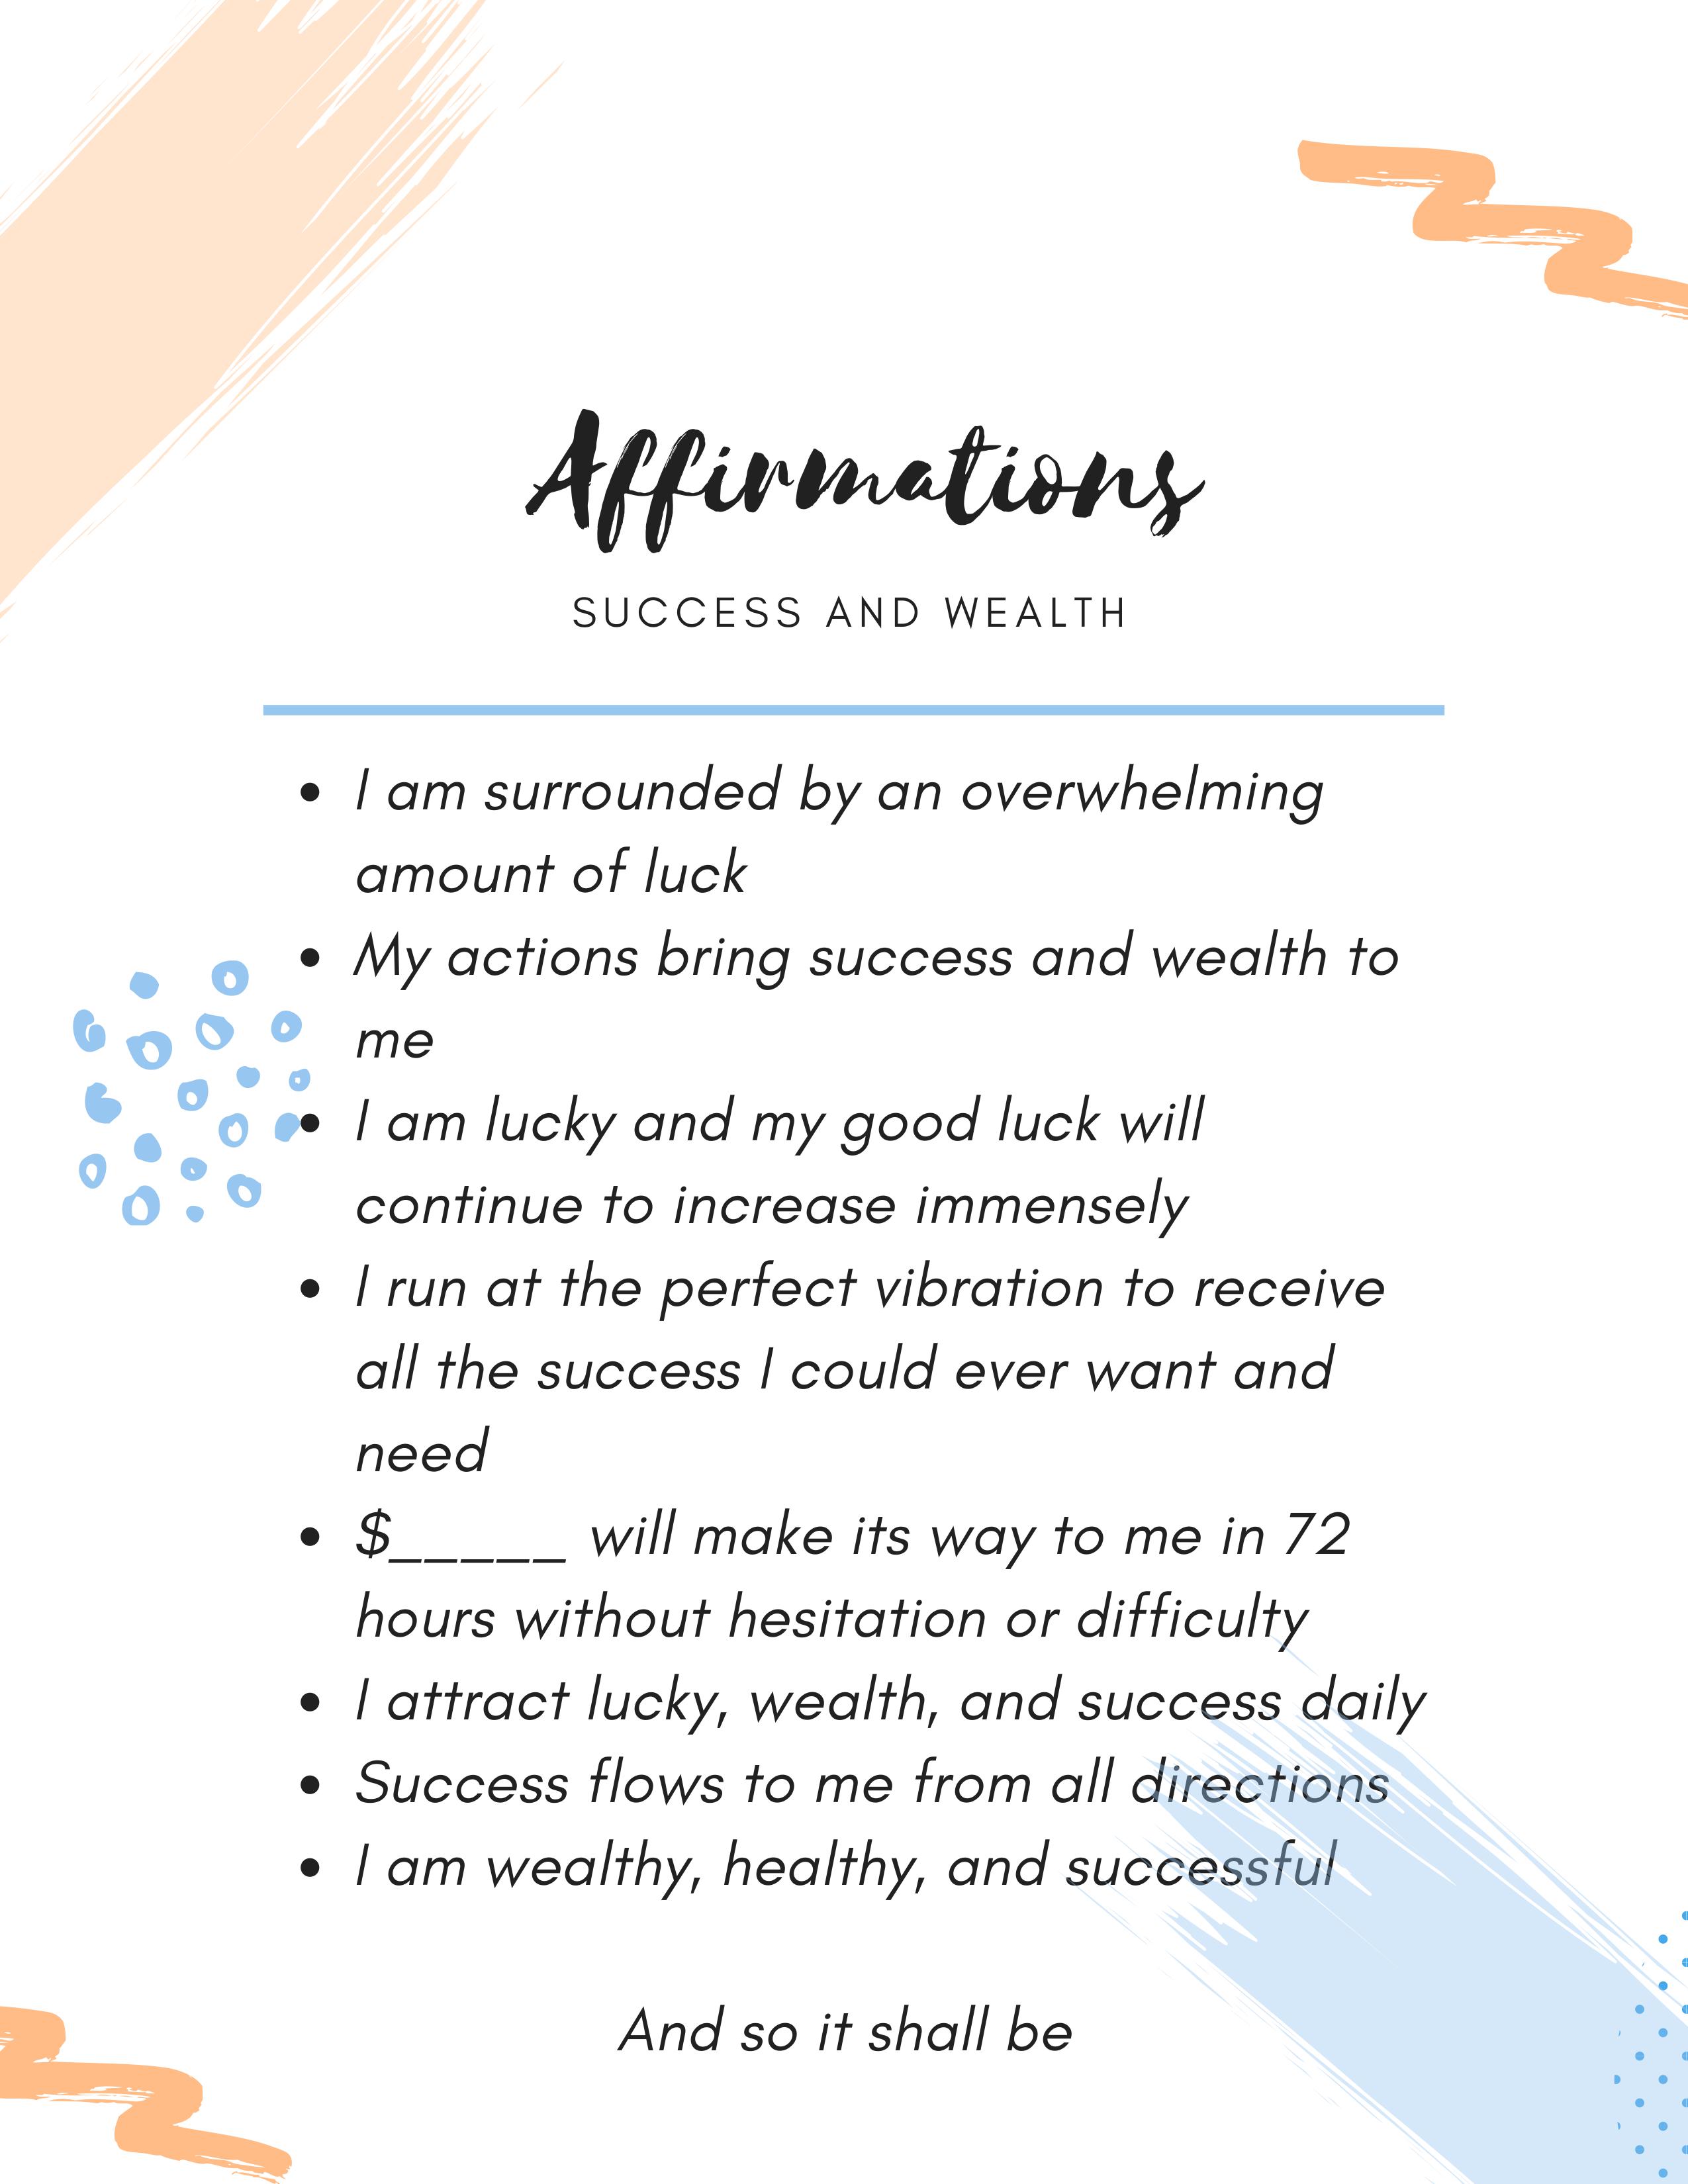 Affirmations
SUCCESS AND WEALTH
• I am surrounded by an overwhelming
amount of luck
• My actions bring success and wealth to
me
• I am lucky and my good luck will
continue to increase immensely
• I run at the perfect vibration to receive
all the success I could ever want and
need
• $_____ will make its way to me in 72
hours without hesitation or difficulty
• I attract lucky, wealth, and success daily
• Success flows to me from all directions
• I am wealthy, healthy, and successful
And so it shall be